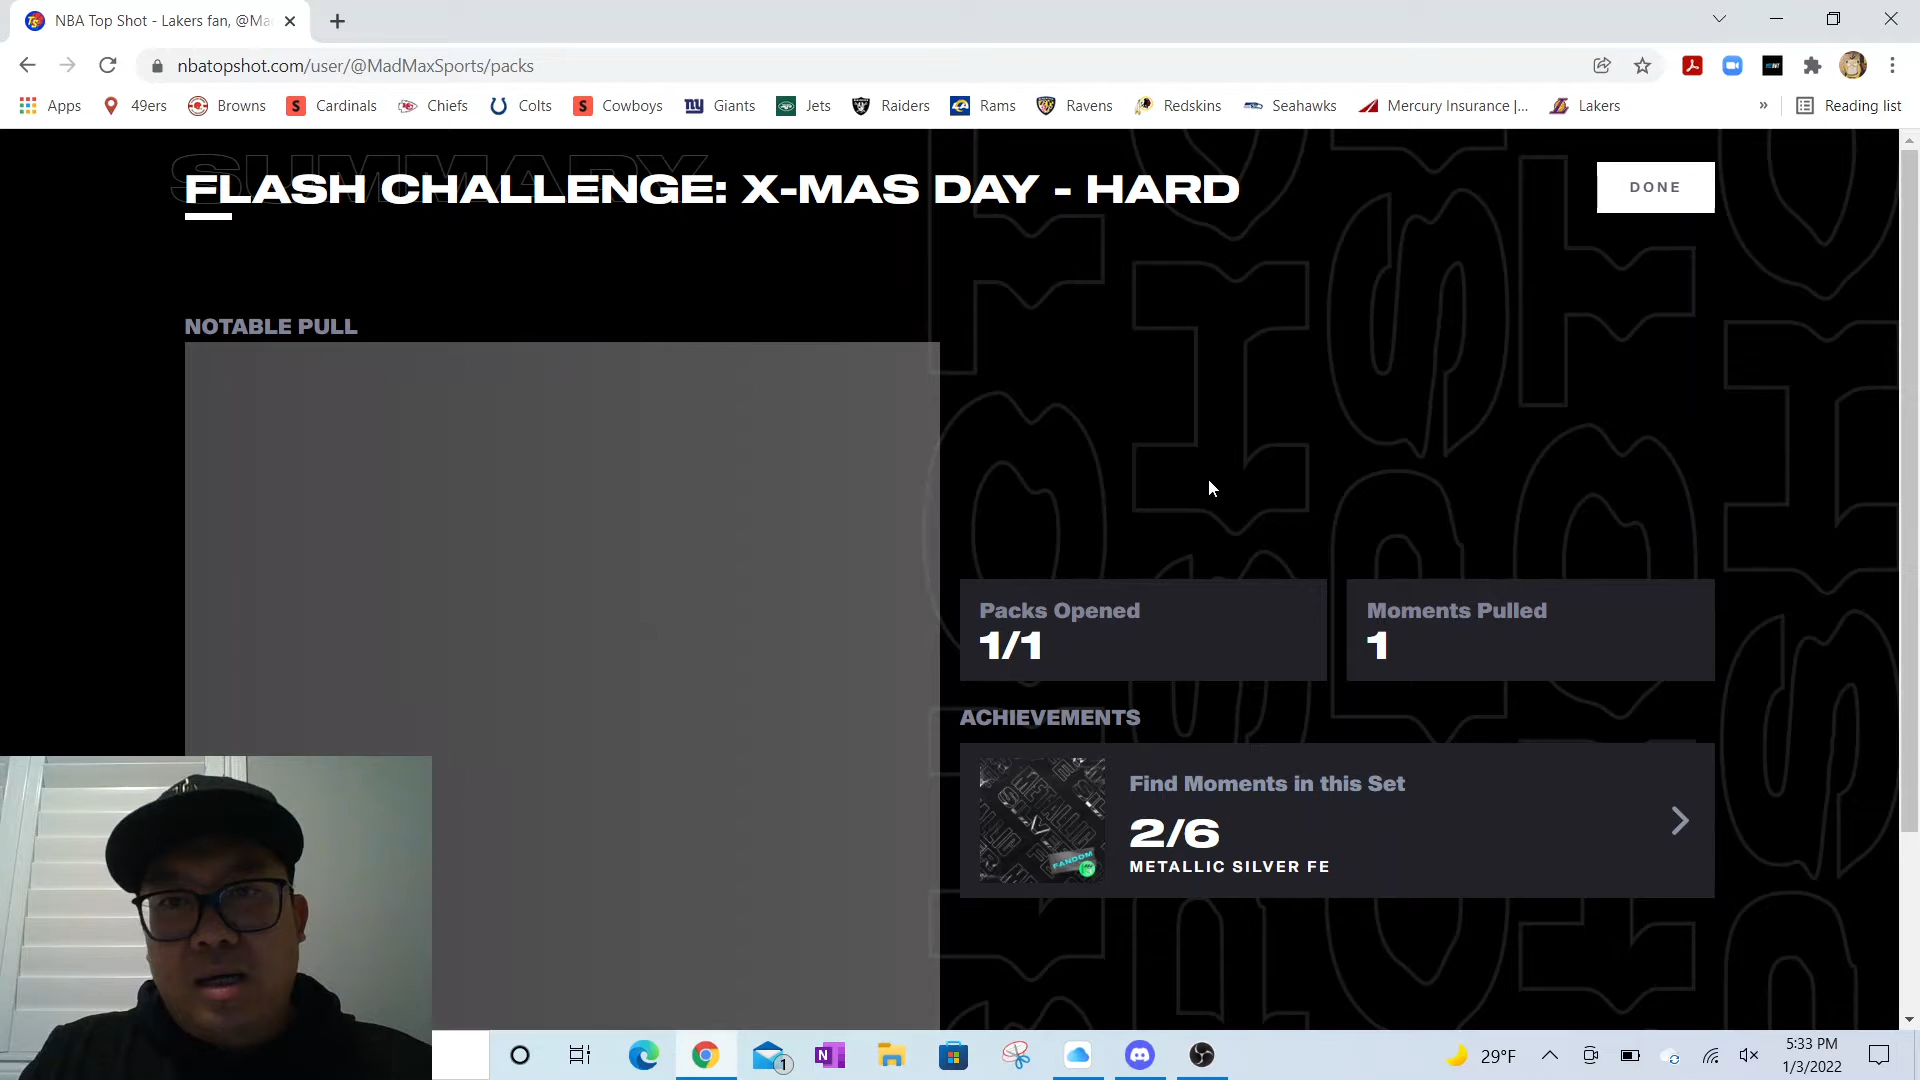 NBA Top Shot - Lakers fan, @Ma
nbatopshot.com/user/@MadMaxSports/packs
Apps 49ers Browns Cardinals Chiefs Colts Cowboys Giants Jets Raiders Rams Ravens Redskins Seahawks Mercury Insurance |... Lakers » Reading list
SUMMARY
FLASH CHALLENGE: X-MAS DAY - HARD
DONE
NOTABLE PULL
Packs Opened
1/1
Moments Pulled
1
ACHIEVEMENTS
Find Moments in this Set
2/6
METALLIC SILVER FE
FANDOM
29°F
5:33 PM
1/3/2022